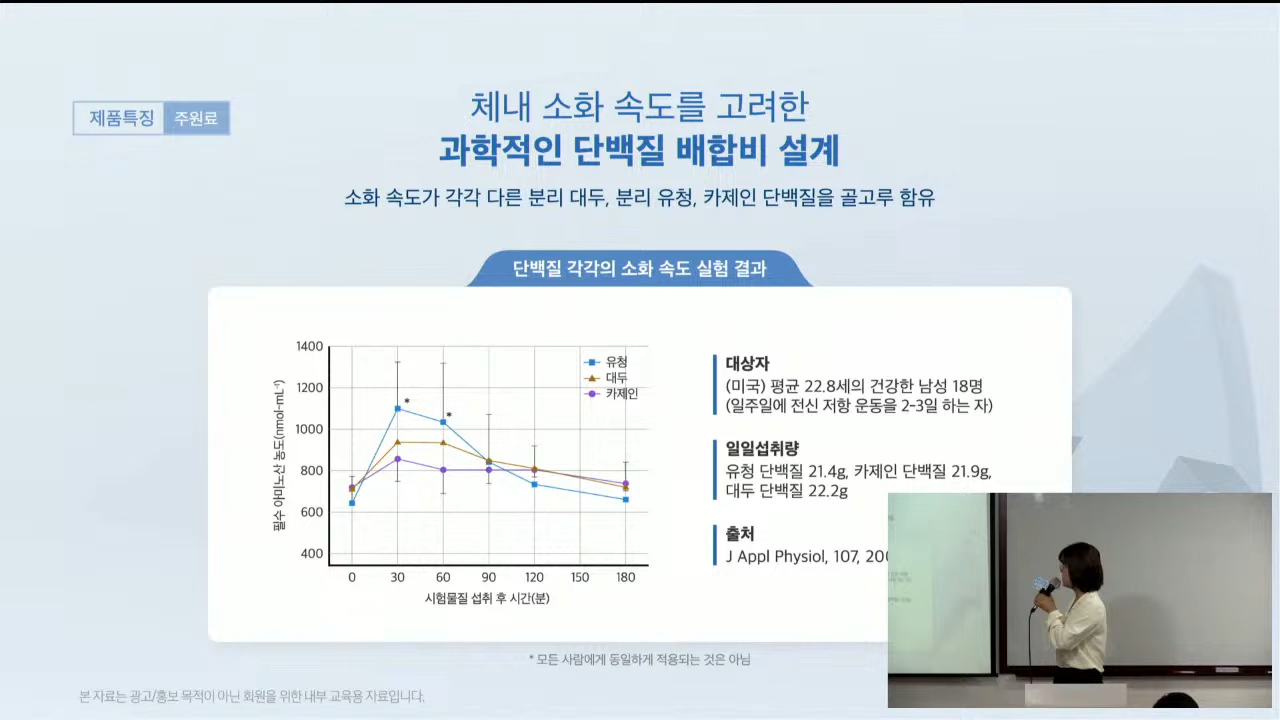 제품특징 주원료
체내 소화 속도를 고려한
과학적인 단백질 배합비 설계
소화 속도가 각각 다른 분리 대두, 분리 유청, 카제인 단백질을 골고루 함유
단백질 각각의 소화 속도 실험 결과
필수 아미노산 농도(nmol·mL⁻¹)
1400
1200
1000
800
600
400
* *
유청
대두
카제인
0 30 60 90 120 150 180
시험물질 섭취 후 시간(분)
대상자
(미국) 평균 22.8세의 건강한 남성 18명
(일주일에 전신 저항 운동을 2-3일 하는 자)
일일섭취량
유청 단백질 21.4g, 카제인 단백질 21.9g,
대두 단백질 22.2g
출처
J Appl Physiol, 107, 200
* 모든 사람에게 동일하게 적용되는 것은 아님
본 자료는 광고/홍보 목적이 아닌 회원을 위한 내부 교육용 자료입니다.